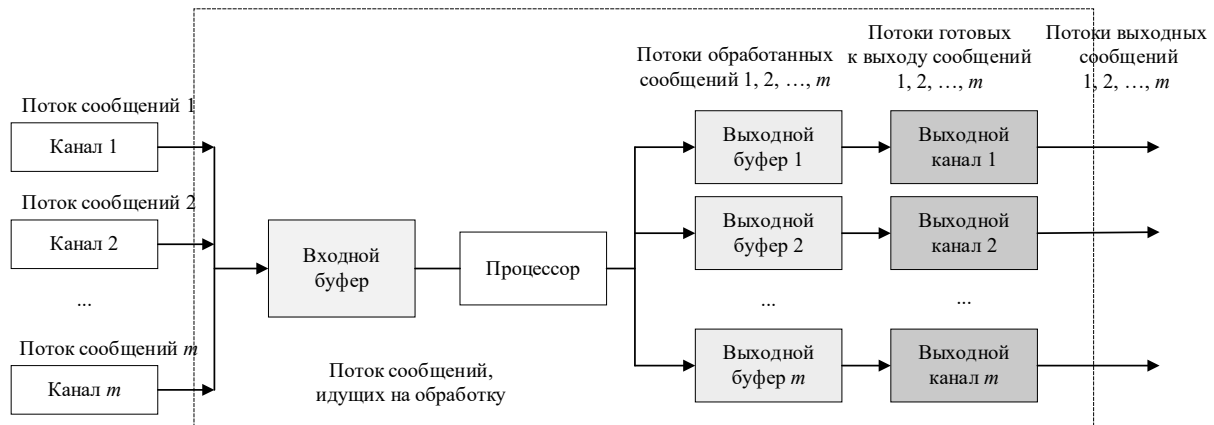 Потоки обработанных
сообщений 1, 2, …, m
Потоки готовых
к выходу сообщений
1, 2, …, m
Потоки выходных
сообщений
1, 2, …, m
Поток сообщений 1
Канал 1
Поток сообщений 2
Канал 2
...
Поток сообщений m
Канал m
Входной
буфер
Процессор
Поток сообщений,
идущих на обработку
Выходной
буфер 1
Выходной
канал 1
Выходной
буфер 2
Выходной
канал 2
...
...
Выходной
буфер m
Выходной
канал m